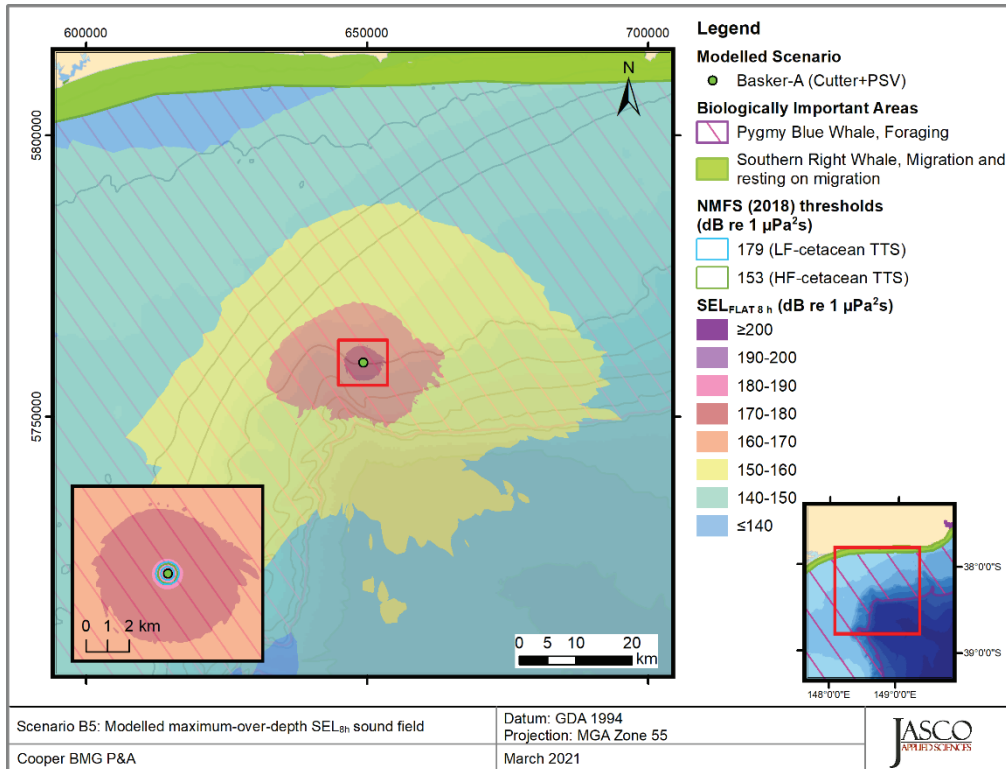 600000
650000
700000
5800000
5750000
N
0 1 2 km
0 5 10 20
km
Legend
Modelled Scenario
Basker-A (Cutter+PSV)
Biologically Important Areas
Pygmy Blue Whale, Foraging
Southern Right Whale, Migration and
resting on migration
NMFS (2018) thresholds
(dB re 1 µPa²s)
179 (LF-cetacean TTS)
153 (HF-cetacean TTS)
SEL_FLAT 8 h (dB re 1 µPa²s)
≥200
190-200
180-190
170-180
160-170
150-160
140-150
≤140
38°0'0"S
39°0'0"S
148°0'0"E 149°0'0"E
Scenario B5: Modelled maximum-over-depth SEL8h sound field
Datum: GDA 1994
Projection: MGA Zone 55
Cooper BMG P&A
March 2021
JASCO
APPLIED SCIENCES